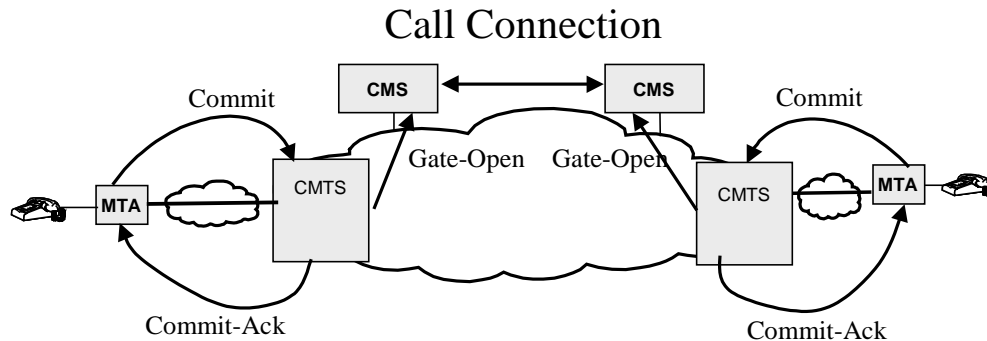 Call Connection
CMS
CMS
Commit
Commit
Gate-Open
Gate-Open
CMTS
CMTS
MTA
MTA
Commit-Ack
Commit-Ack